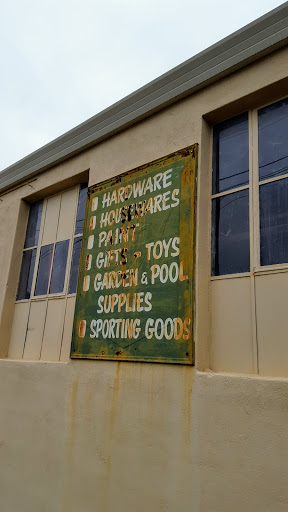 HARDWARE
HOUSEWARES
PAINT
GIFTS - TOYS
GARDEN & POOL
SUPPLIES
SPORTING GOODS